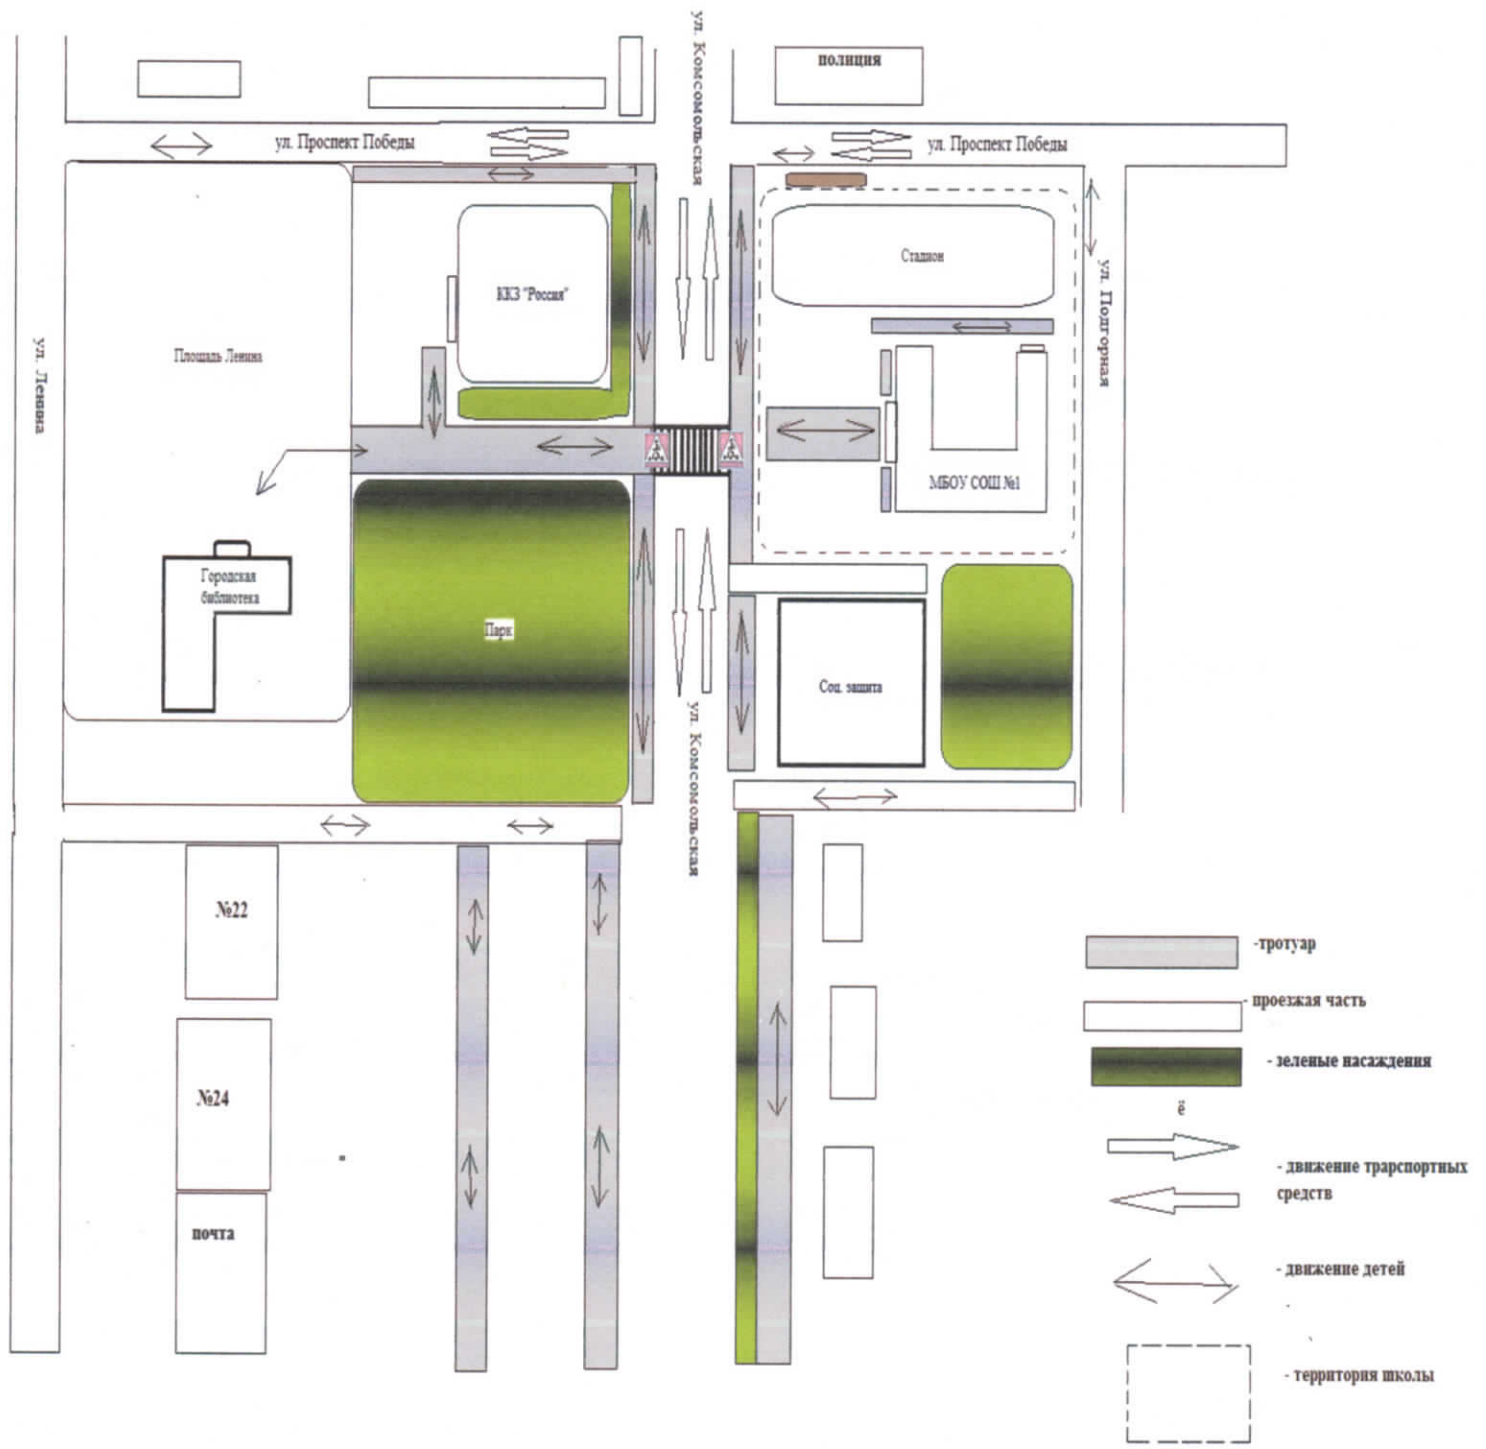 ул. Комсомольская
полиция
ул. Проспект Победы
ул. Проспект Победы
Стадион
ККЗ "Россия"
ул. Подгорная
Площадь Ленина
ул. Ленина
МБОУ СОШ №1
Городская
библиотека
Парк
Соц. защита
ул. Комсомольская
№22
-тротуар
- проезжая часть
- зеленые насаждения
№24
ё
- движение трарспортных
средств
почта
- движение детей
- территория школы